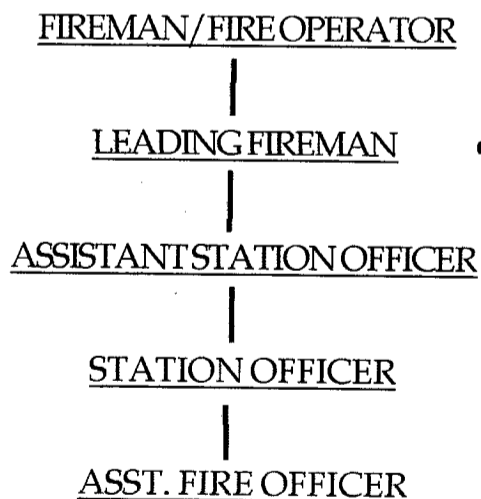 FIREMAN/FIRE OPERATOR
LEADING FIREMAN
ASSISTANT STATION OFFICER
STATION OFFICER
ASST. FIRE OFFICER